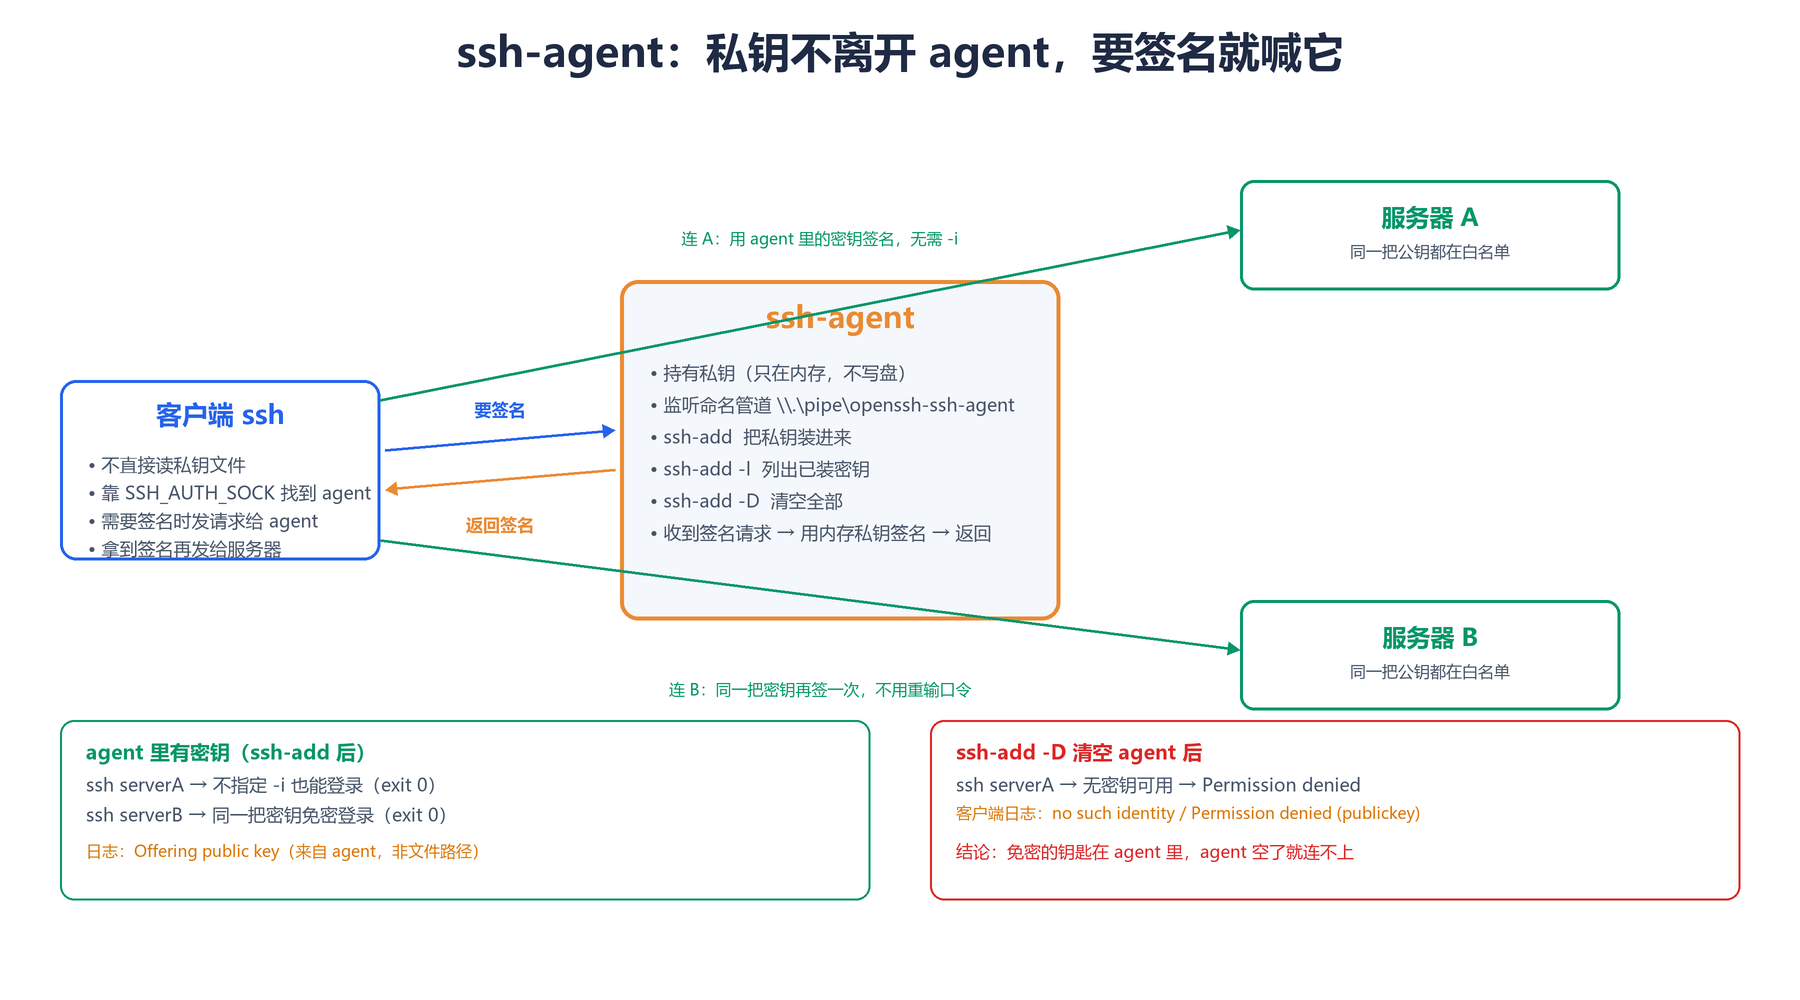 ssh-agent：私钥不离开 agent，要签名就喊它
服务器 A
同一把公钥都在白名单
连 A：用 agent 里的密钥签名，无需 -i
ssh-agent
• 持有私钥（只在内存，不写盘）
• 监听命名管道 \\.\pipe\openssh-ssh-agent
• ssh-add  把私钥装进来
• ssh-add -l  列出已装密钥
• ssh-add -D  清空全部
• 收到签名请求 → 用内存私钥签名 → 返回
客户端 ssh
• 不直接读私钥文件
• 靠 SSH_AUTH_SOCK 找到 agent
• 需要签名时发请求给 agent
• 拿到签名再发给服务器
要签名
返回签名
服务器 B
同一把公钥都在白名单
连 B：同一把密钥再签一次，不用重输口令
agent 里有密钥（ssh-add 后）
ssh serverA → 不指定 -i 也能登录（exit 0）
ssh serverB → 同一把密钥免密登录（exit 0）
日志：Offering public key（来自 agent，非文件路径）
ssh-add -D 清空 agent 后
ssh serverA → 无密钥可用 → Permission denied
客户端日志：no such identity / Permission denied (publickey)
结论：免密的钥匙在 agent 里，agent 空了就连不上